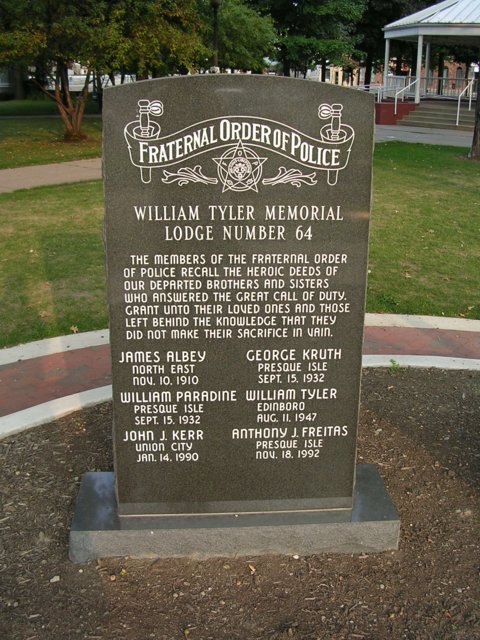 FRATERNAL ORDER OF POLICE
WILLIAM TYLER MEMORIAL
LODGE NUMBER 64
THE MEMBERS OF THE FRATERNAL ORDER
OF POLICE RECALL THE HEROIC DEEDS OF
OUR DEPARTED BROTHERS AND SISTERS
WHO ANSWERED THE GREAT CALL OF DUTY.
GRANT UNTO THEIR LOVED ONES AND THOSE
LEFT BEHIND THE KNOWLEDGE THAT THEY
DID NOT MAKE THEIR SACRIFICE IN VAIN.
JAMES ALBEY
NORTH EAST
NOV. 10. 1910
GEORGE KRUTH
PRESQUE ISLE
SEPT. 15. 1932
WILLIAM PARADINE
PRESQUE ISLE
SEPT. 15. 1932
WILLIAM TYLER
EDINBORO
AUG. 11. 1947
JOHN J. KERR
UNION CITY
JAN. 14. 1990
ANTHONY J. FREITAS
PRESQUE ISLE
NOV. 18. 1992